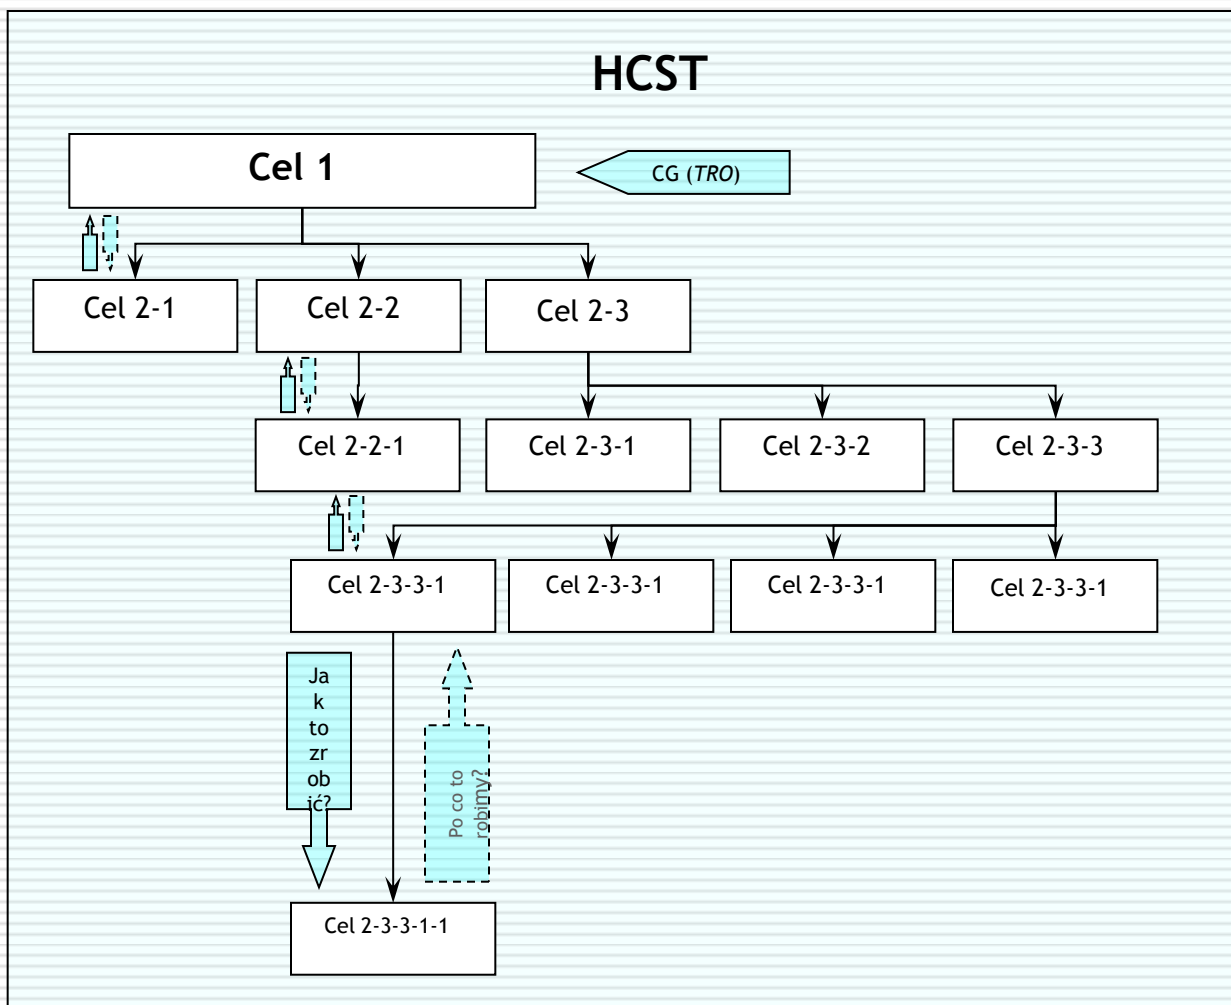 HCST
Cel 1
CG (TRO)
Cel 2-1
Cel 2-2
Cel 2-3
Cel 2-2-1
Cel 2-3-1
Cel 2-3-2
Cel 2-3-3
Cel 2-3-3-1
Cel 2-3-3-1
Cel 2-3-3-1
Cel 2-3-3-1
Ja
k
to
zr
ob
ić?
Po co to
robimy?
Cel 2-3-3-1-1